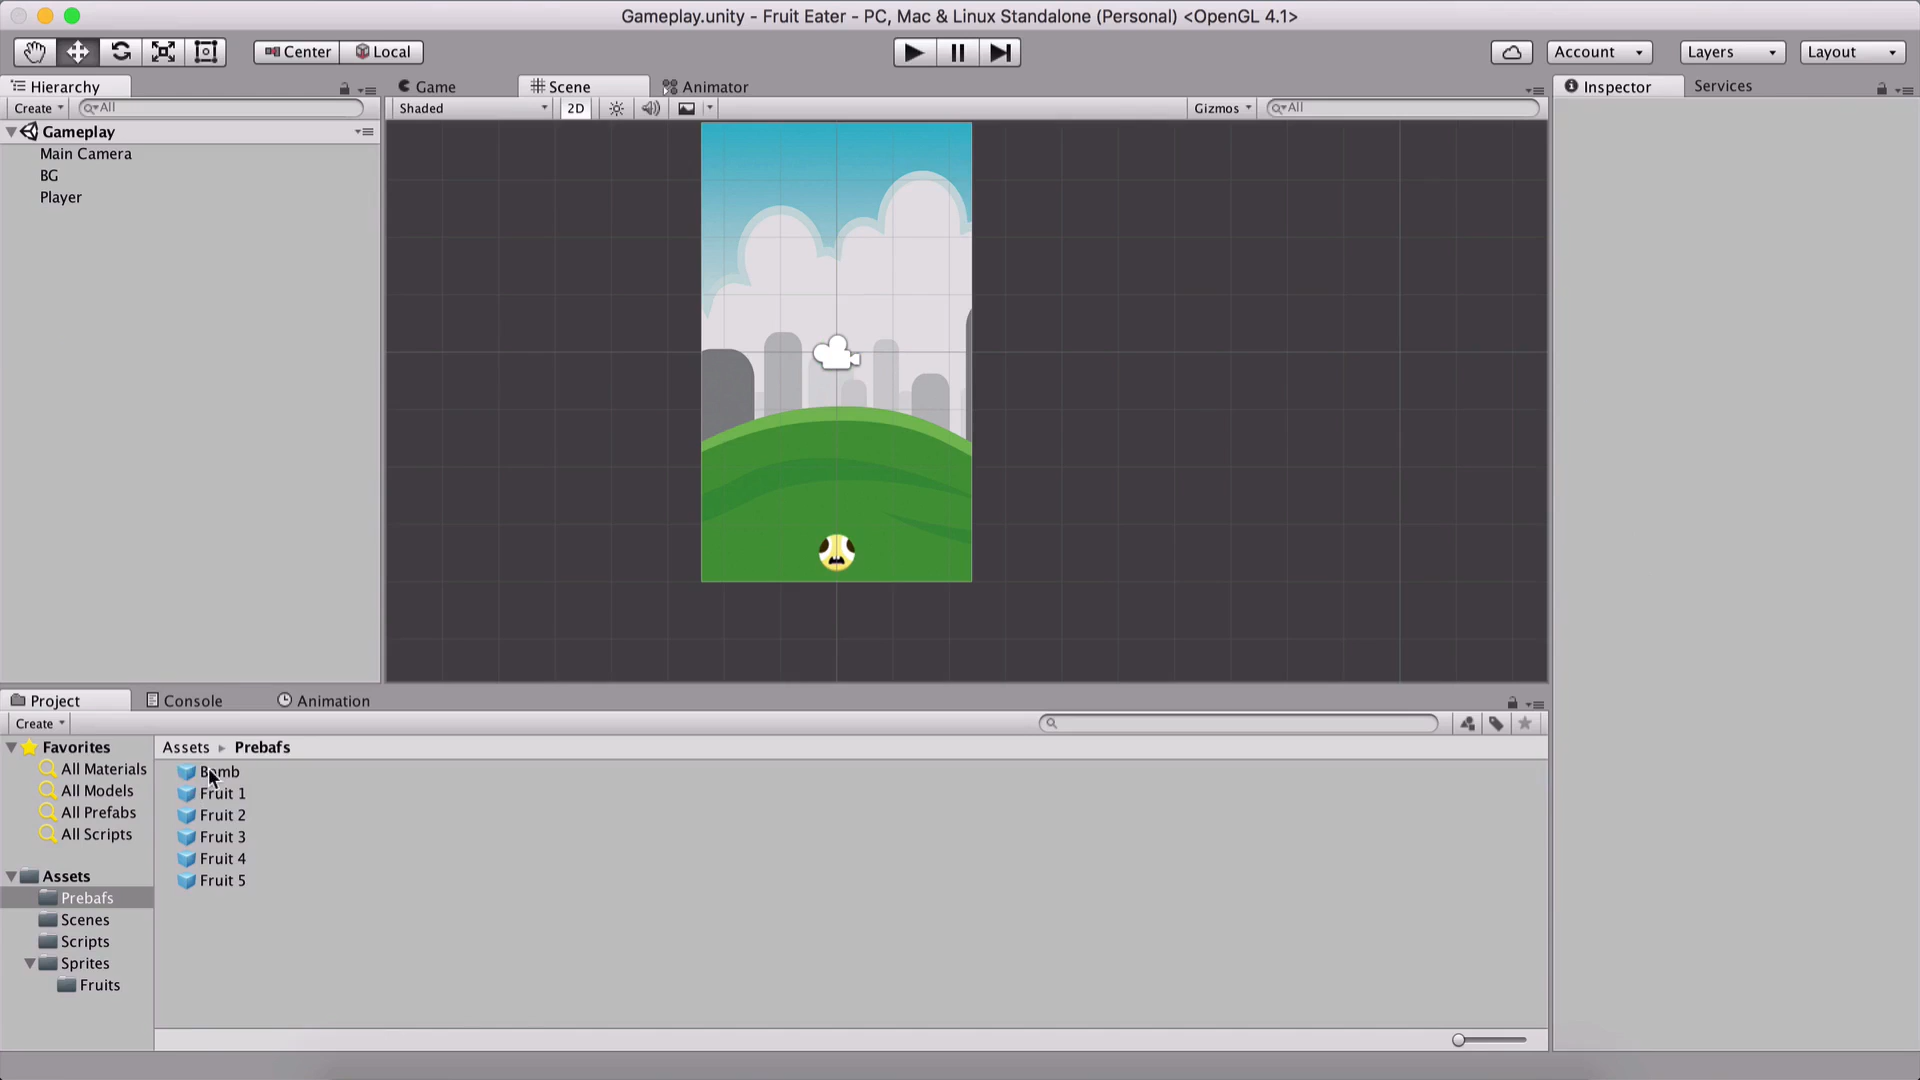 Gameplay.unity - Fruit Eater - PC, Mac & Linux Standalone (Personal) <OpenGL 4.1>
Center Local Account Layers Layout
Hierarchy Game Scene Animator Inspector Services
Create All Shaded 2D Gizmos All
Gameplay
Main Camera
BG
Player
Project Console Animation
Create
Favorites
All Materials
All Models
All Prefabs
All Scripts
Assets
Prebafs
Scenes
Scripts
Sprites
Fruits
Assets Prebafs
Bomb
Fruit 1
Fruit 2
Fruit 3
Fruit 4
Fruit 5